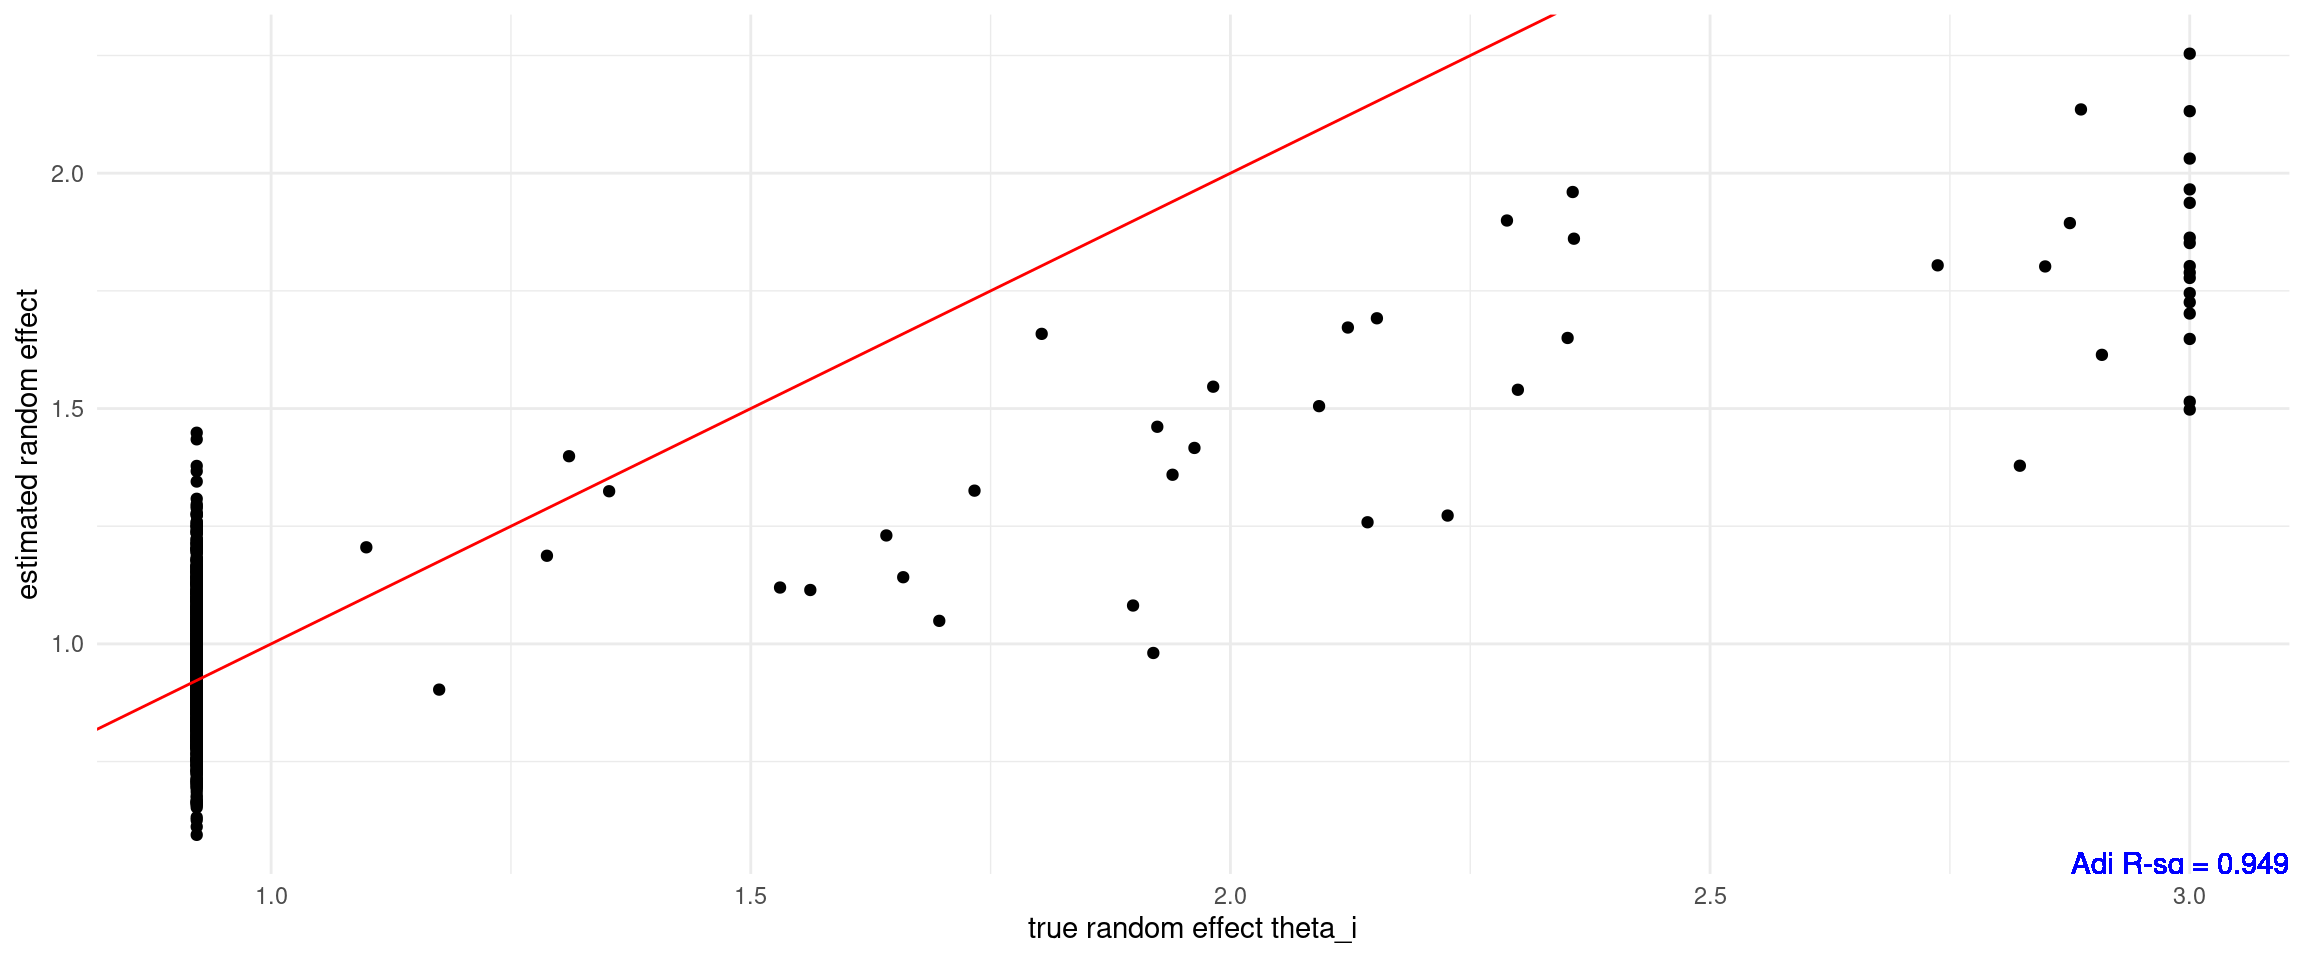 estimated random effect
2.0
1.5
1.0
Adj R-sq = 0.949
1.0 1.5 2.0 2.5 3.0
true random effect theta_i